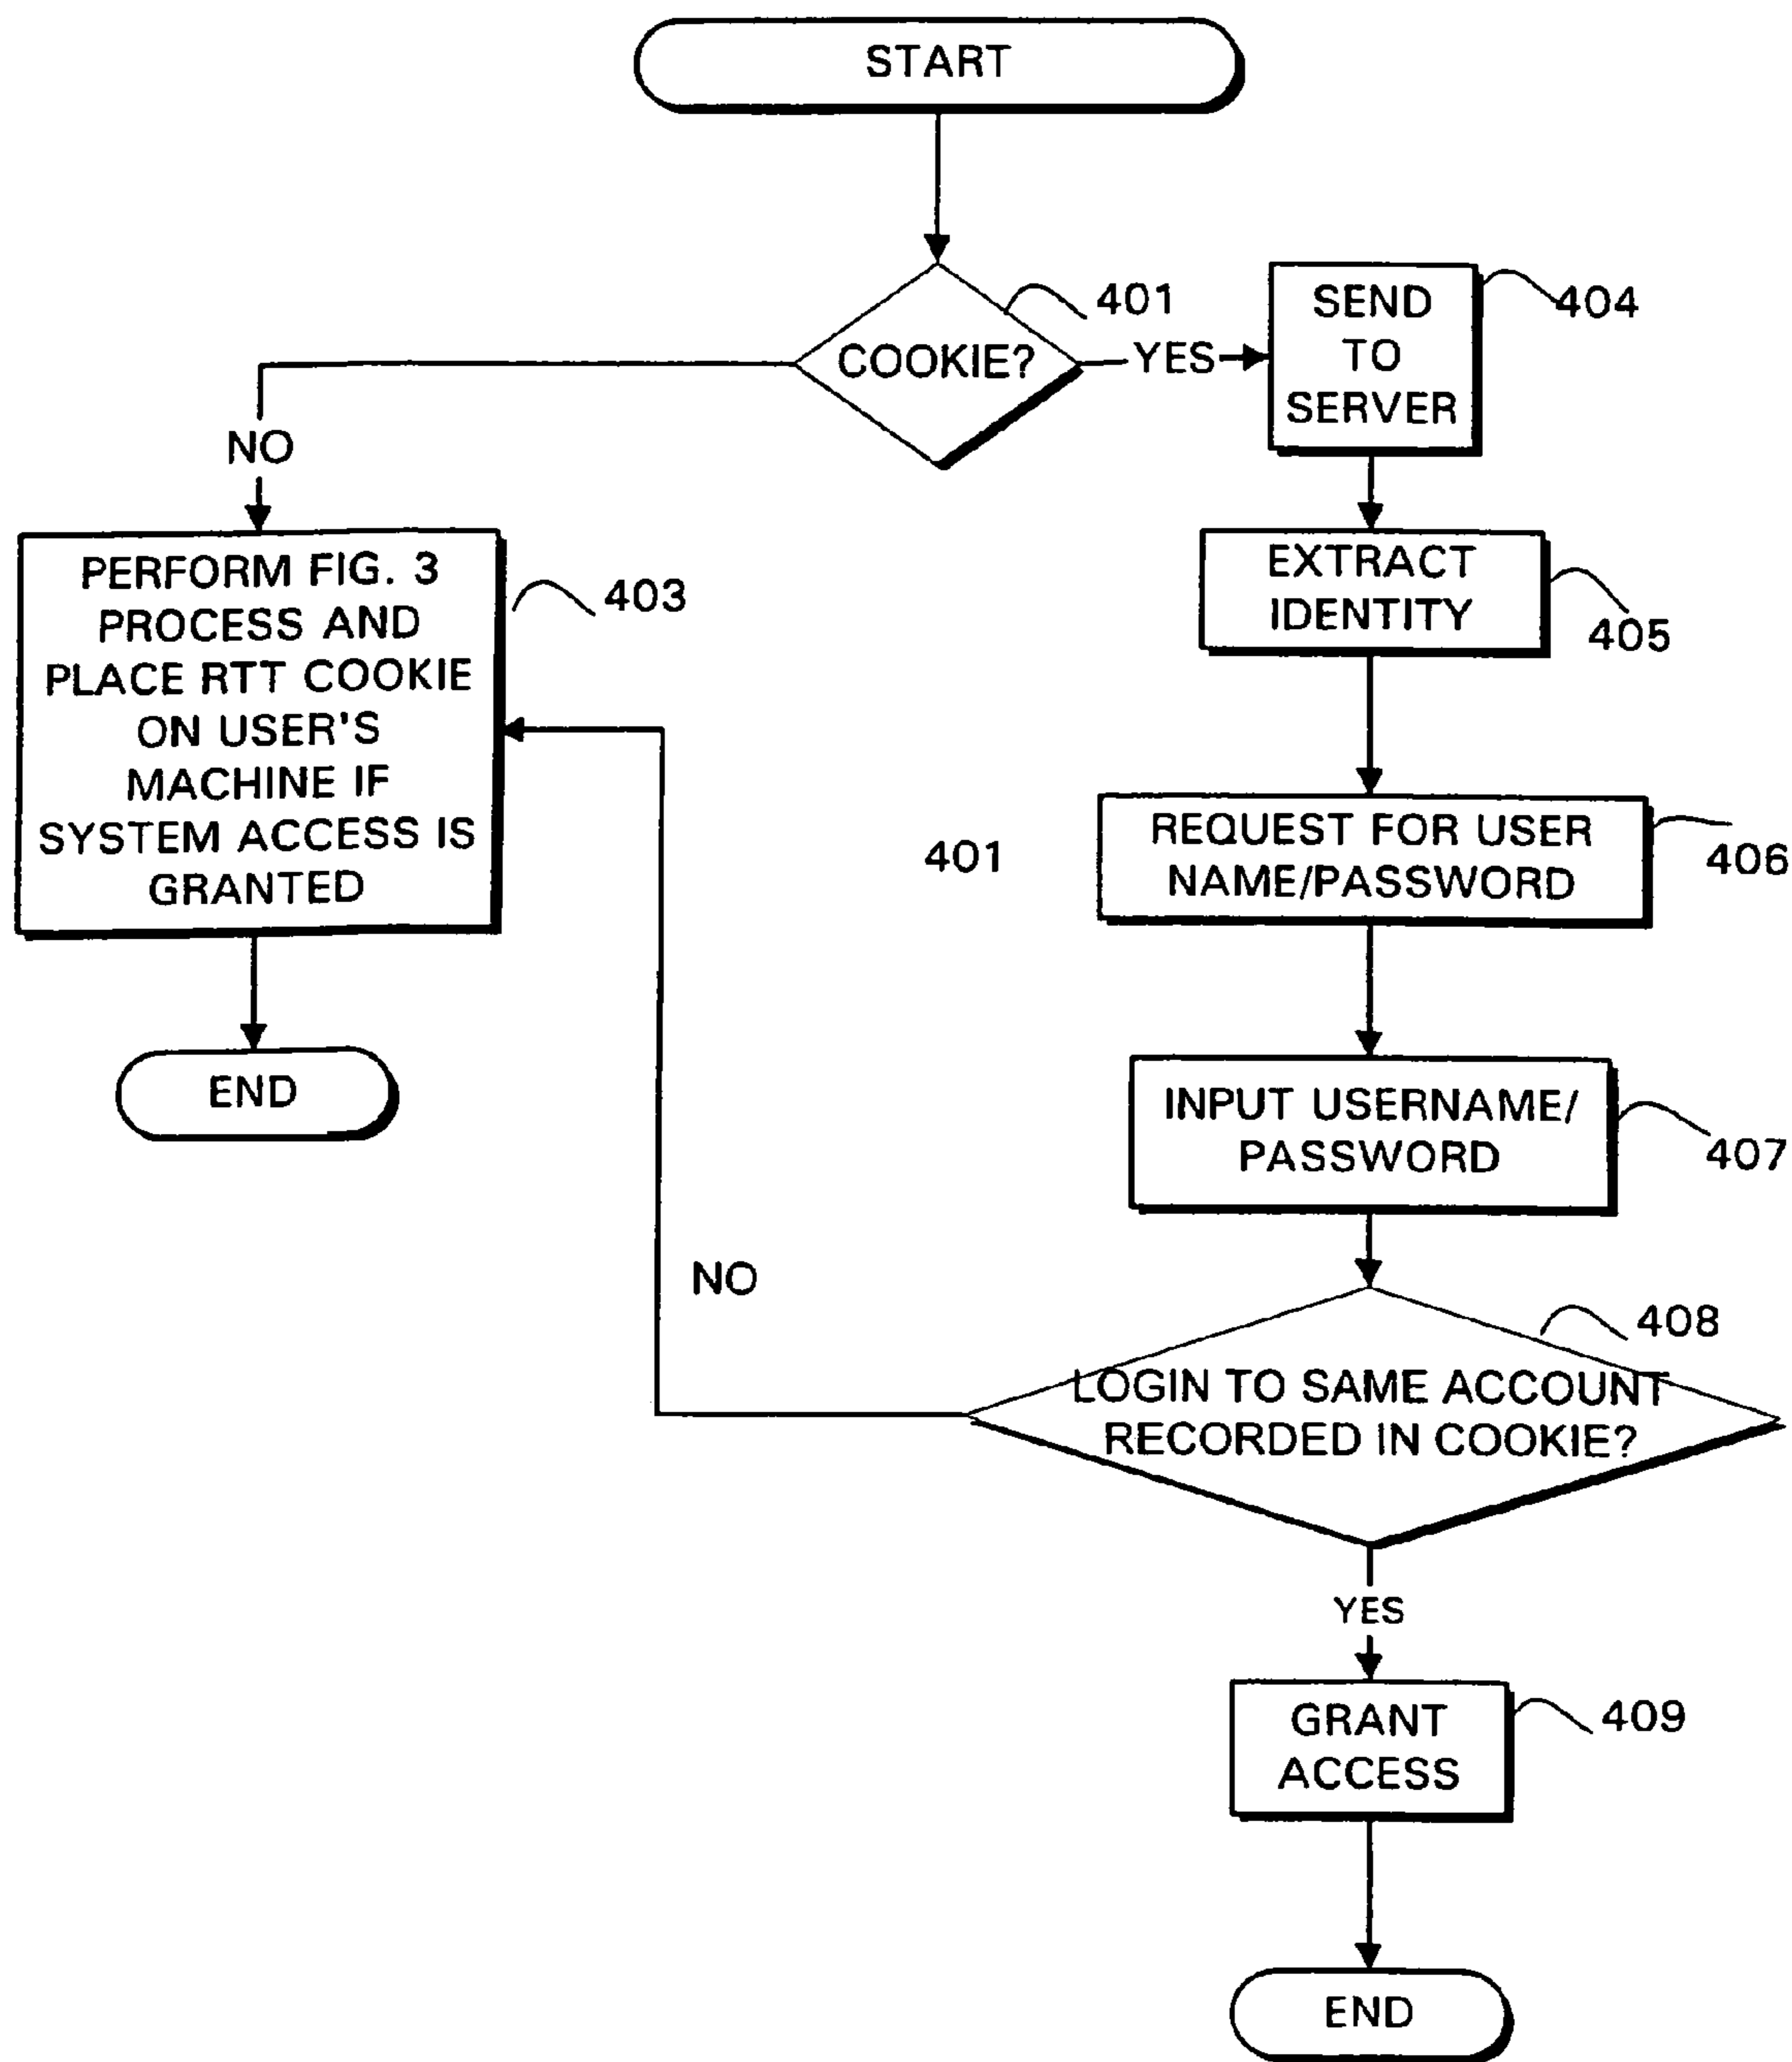 START
401
COOKIE?
YES
SEND
TO
SERVER
404
NO
PERFORM FIG. 3
PROCESS AND
PLACE RTT COOKIE
ON USER'S
MACHINE IF
SYSTEM ACCESS IS
GRANTED
403
EXTRACT
IDENTITY
405
401
REQUEST FOR USER
NAME/PASSWORD
406
END
INPUT USERNAME/
PASSWORD
407
NO
408
LOGIN TO SAME ACCOUNT
RECORDED IN COOKIE?
YES
GRANT
ACCESS
409
END